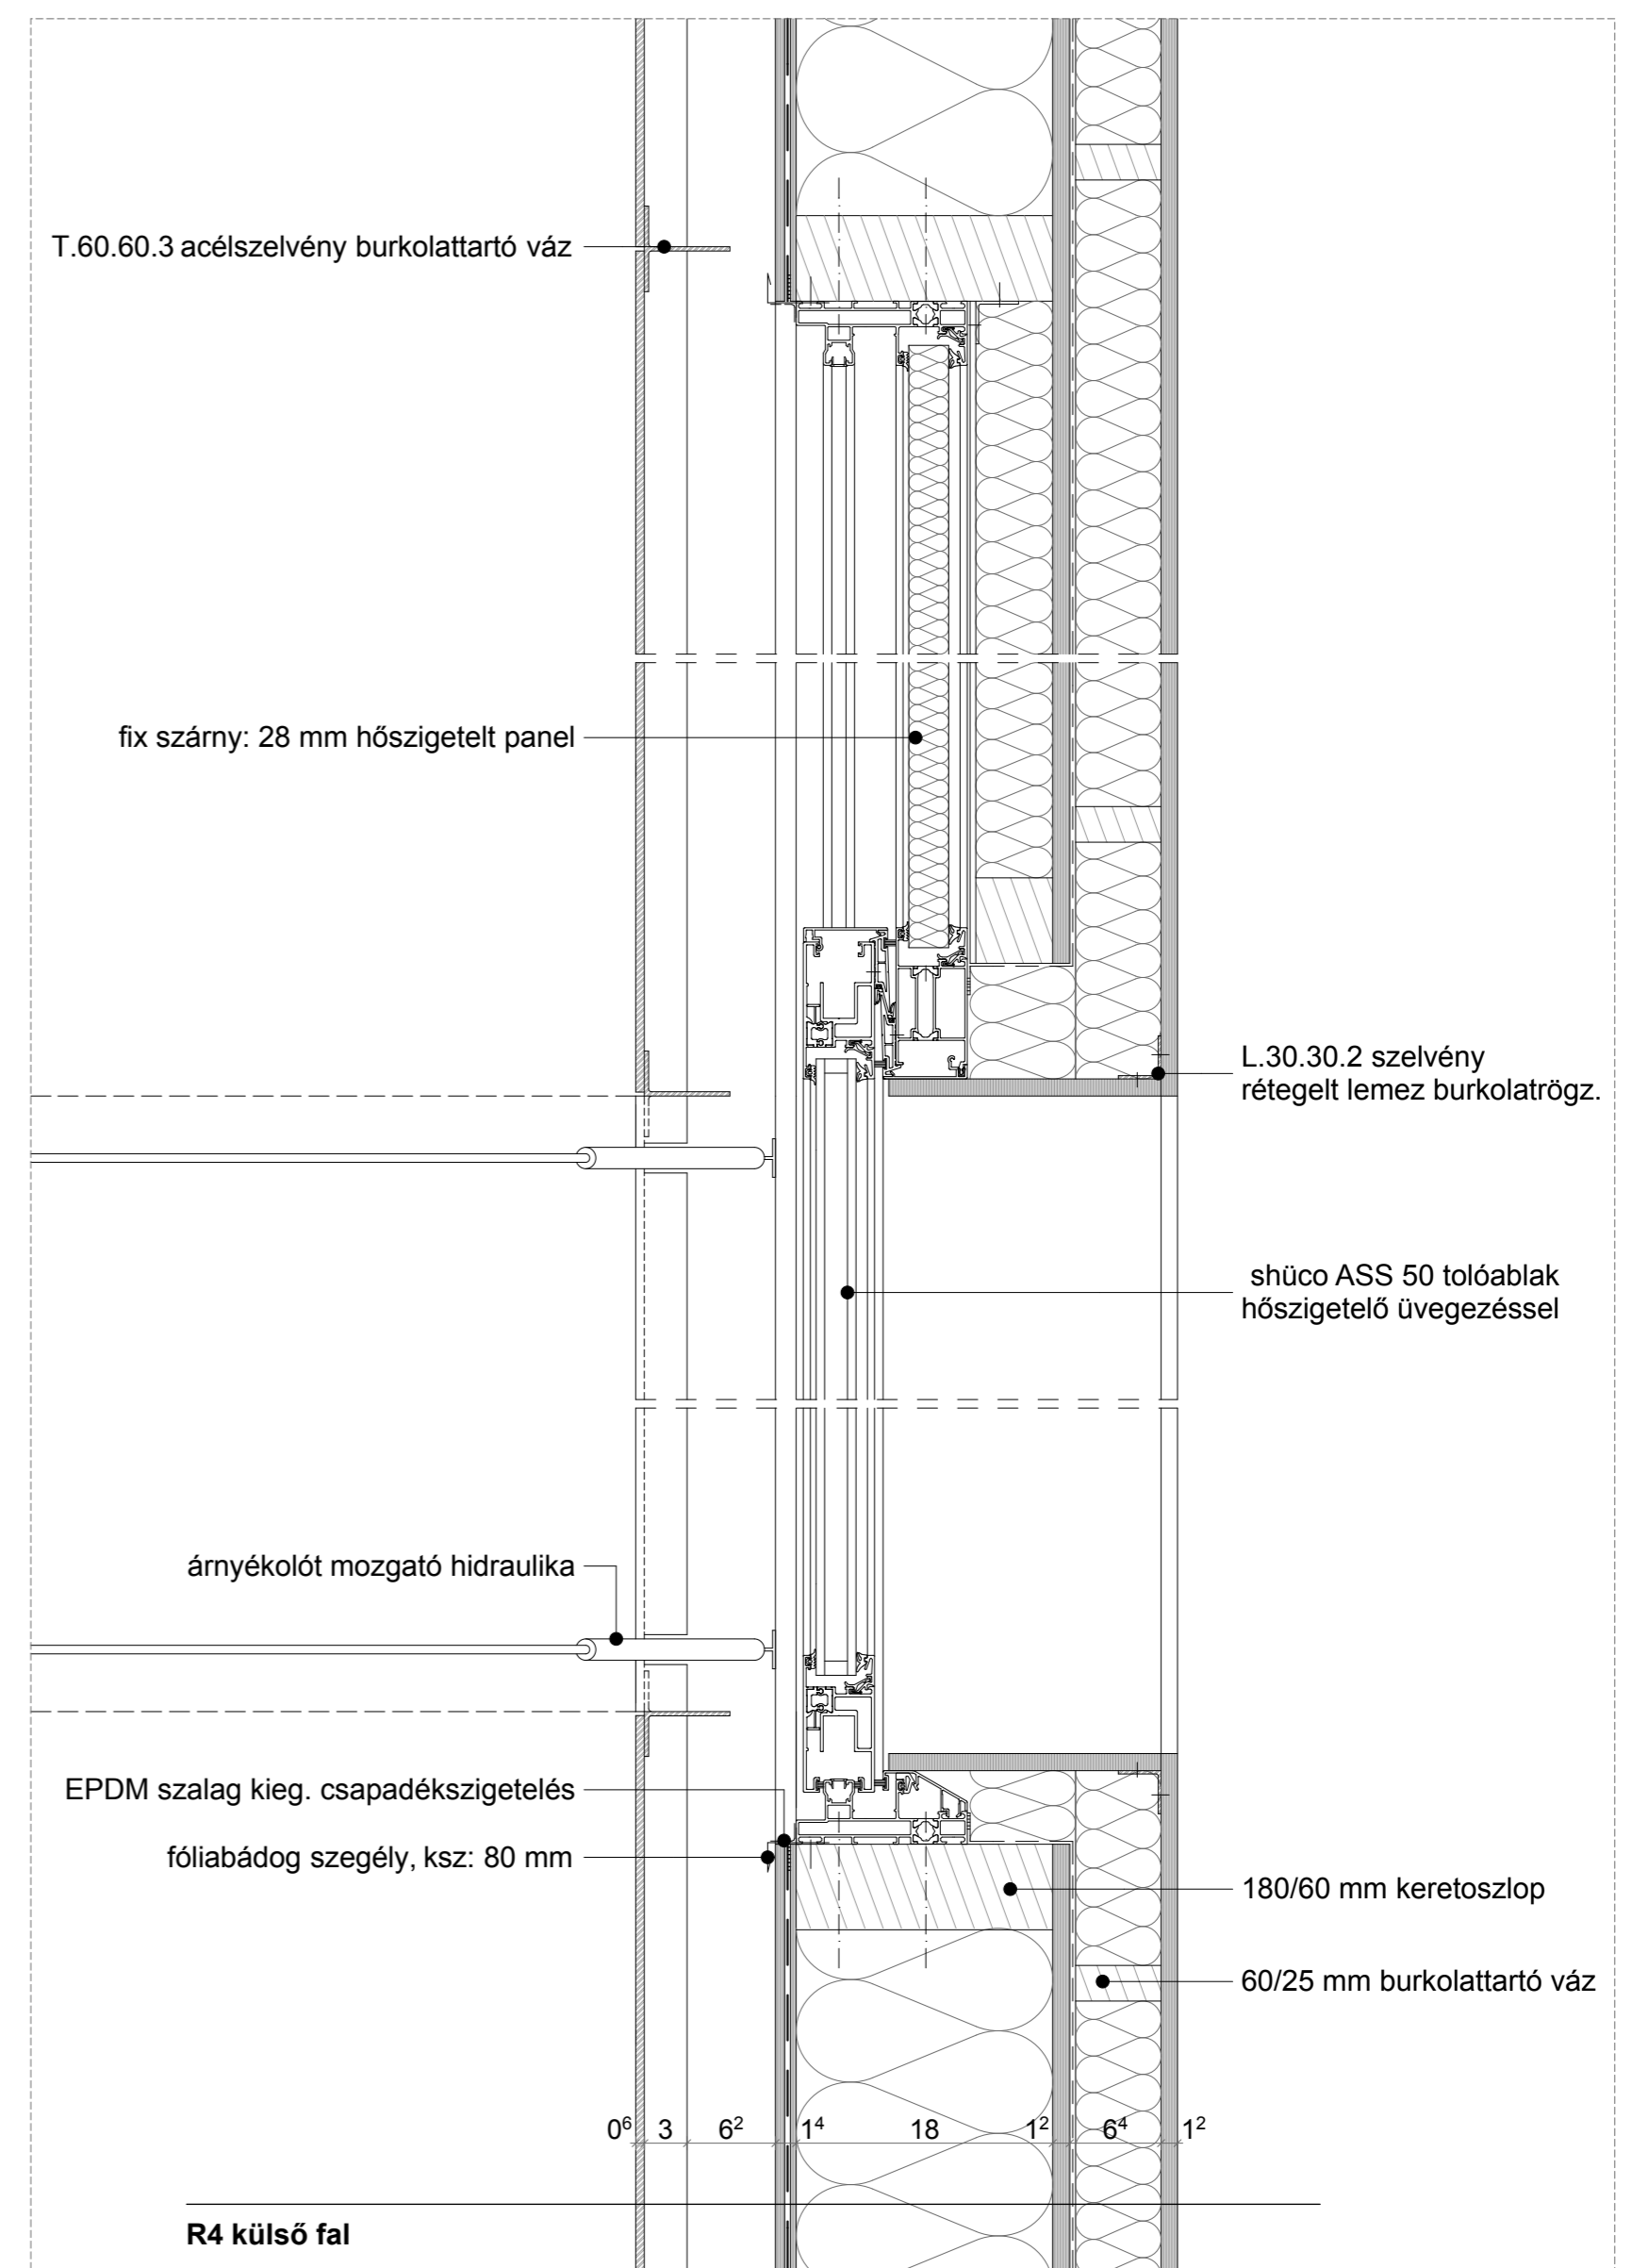 T.60.60.3 acélszelvény burkolattartó váz
fix szárny: 28 mm hőszigetelt panel
L.30.30.2 szelvény
rétegelt lemez burkolatrögz.
shüco ASS 50 tolóablak
hőszigetelő üvegezéssel
árnyékolót mozgató hidraulika
EPDM szalag kieg. csapadékszigetelés
fóliabádog szegély, ksz: 80 mm
180/60 mm keretoszlop
60/25 mm burkolattartó váz
0⁶ 3 6² 1⁴ 18 1² 6⁴ 1²
R4 külső fal